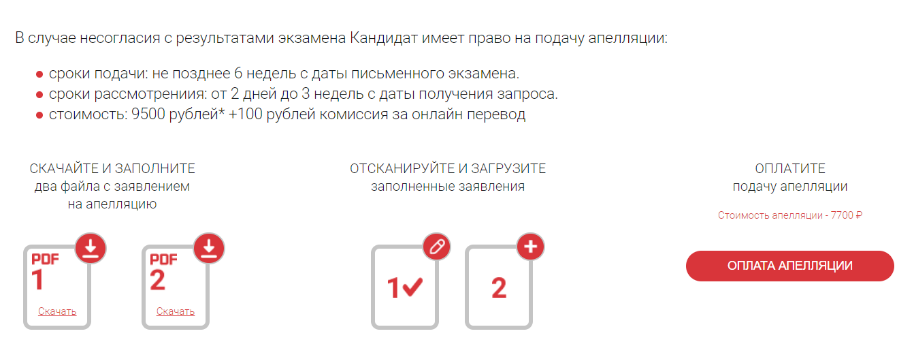 В случае несогласия с результатами экзамена Кандидат имеет право на подачу апелляции:
сроки подачи: не позднее 6 недель с даты письменного экзамена.
сроки рассмотрениия: от 2 дней до 3 недель с даты получения запроса.
стоимость: 9500 рублей* +100 рублей комиссия за онлайн перевод
СКАЧАЙТЕ И ЗАПОЛНИТЕ
два файла с заявлением
на апелляцию
PDF
1
Скачать
PDF
2
Скачать
ОТСКАНИРУЙТЕ И ЗАГРУЗИТЕ
заполненные заявления
1
2
ОПЛАТИТЕ
подачу апелляции
Стоимость апелляции - 7700 ₽
ОПЛАТА АПЕЛЛЯЦИИ